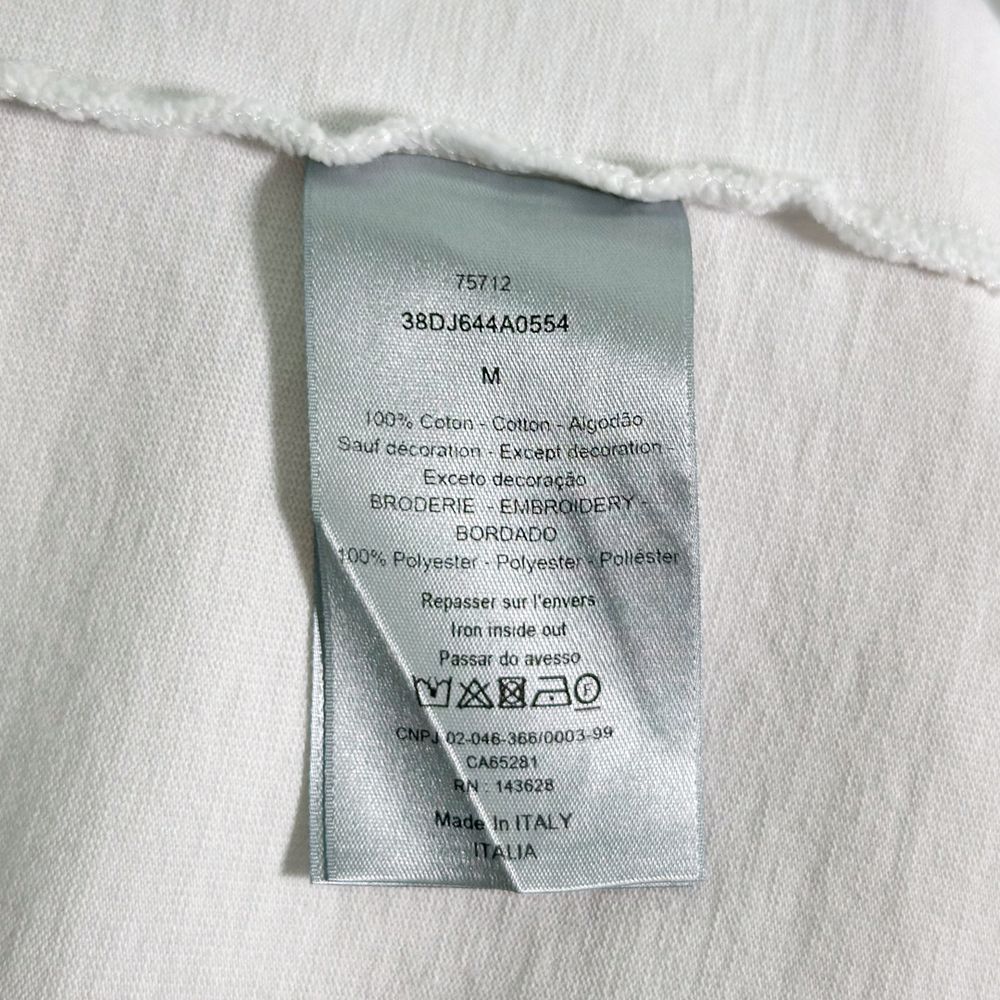 75712
38DJ644A0554
M
100% Coton - Cotton - Algodão
Sauf décoration - Except decoration -
Exceto decoração
BRODERIE - EMBROIDERY -
BORDADO
100% Polyester - Polyester - Poliéster
Repasser sur l'envers
Iron inside out
Passar do avesso
F
CNPJ 02-046-366/0003-99
CA65281
RN : 143628
Made In ITALY
ITALIA